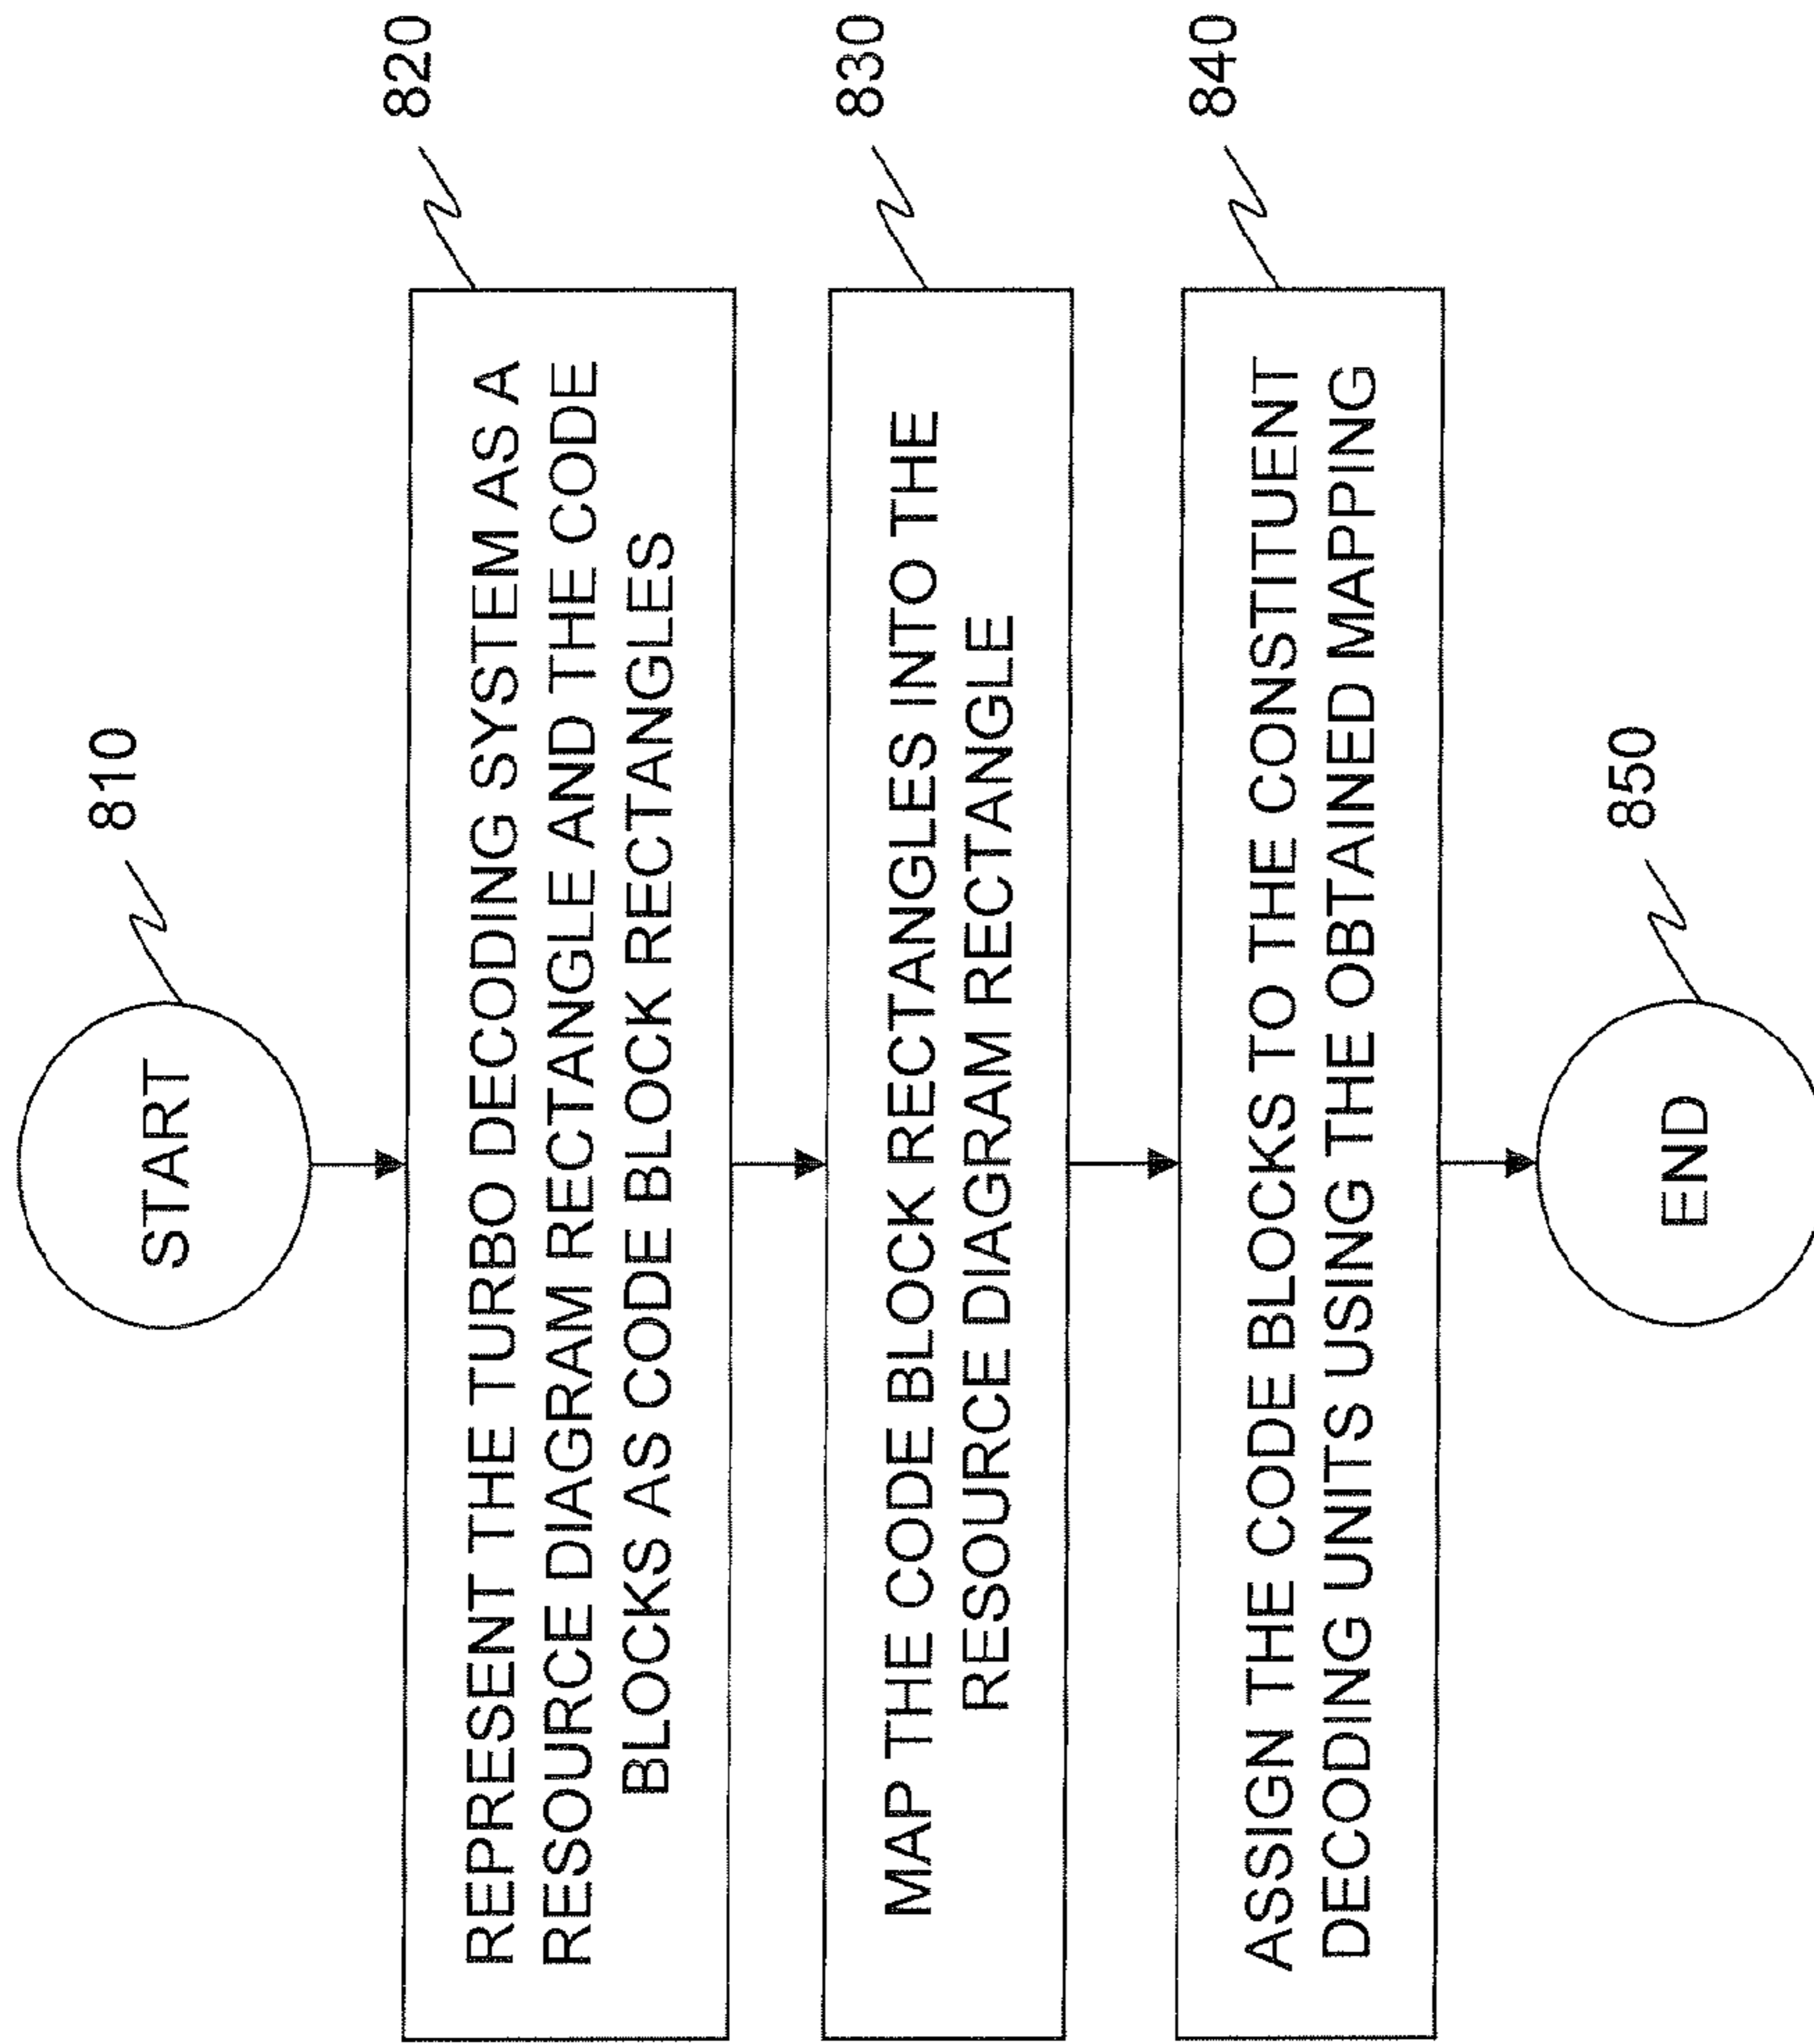 START
810
REPRESENT THE TURBO DECODING SYSTEM AS A
RESOURCE DIAGRAM RECTANGLE AND THE CODE
BLOCKS AS CODE BLOCK RECTANGLES
820
MAP THE CODE BLOCK RECTANGLES INTO THE
RESOURCE DIAGRAM RECTANGLE
830
ASSIGN THE CODE BLOCKS TO THE CONSTITUENT
DECODING UNITS USING THE OBTAINED MAPPING
840
END
850